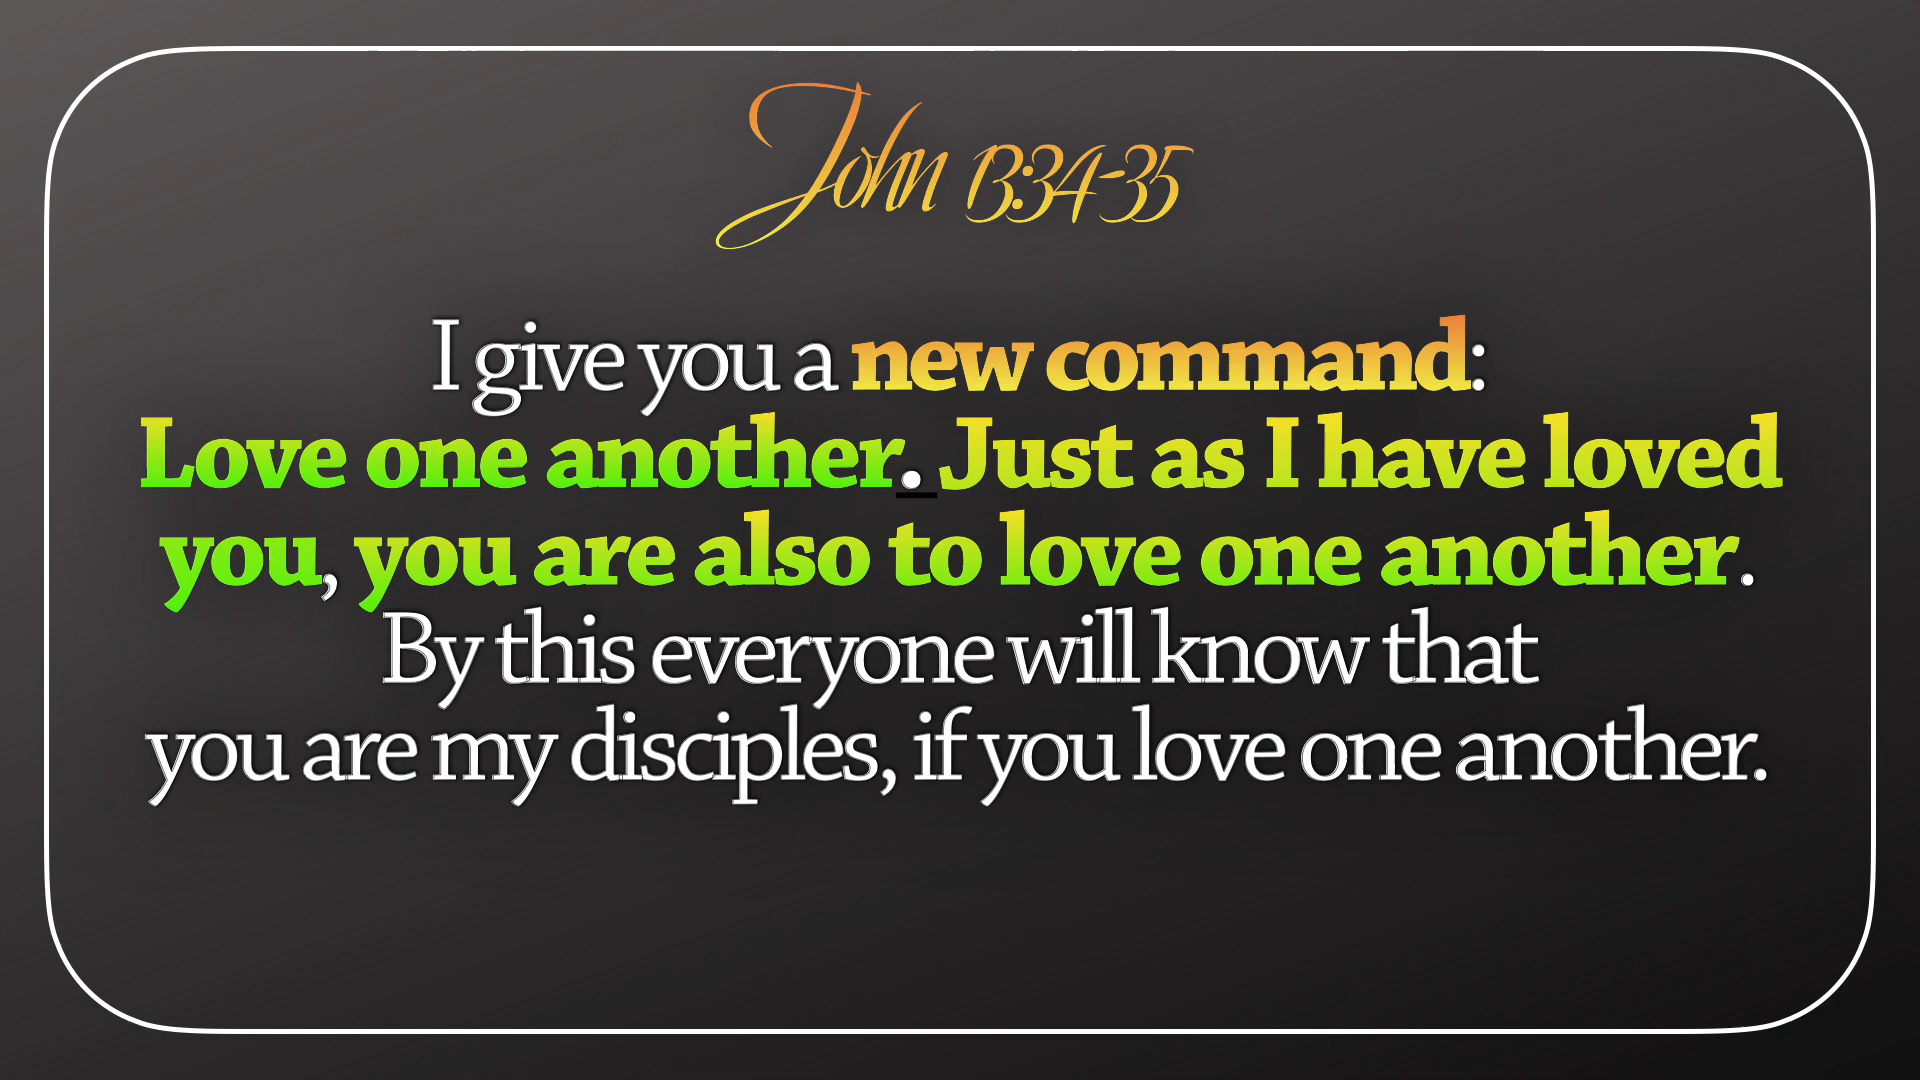 John 13:34-35
I give you a new command:
Love one another. Just as I have loved
you, you are also to love one another.
By this everyone will know that
you are my disciples, if you love one another.